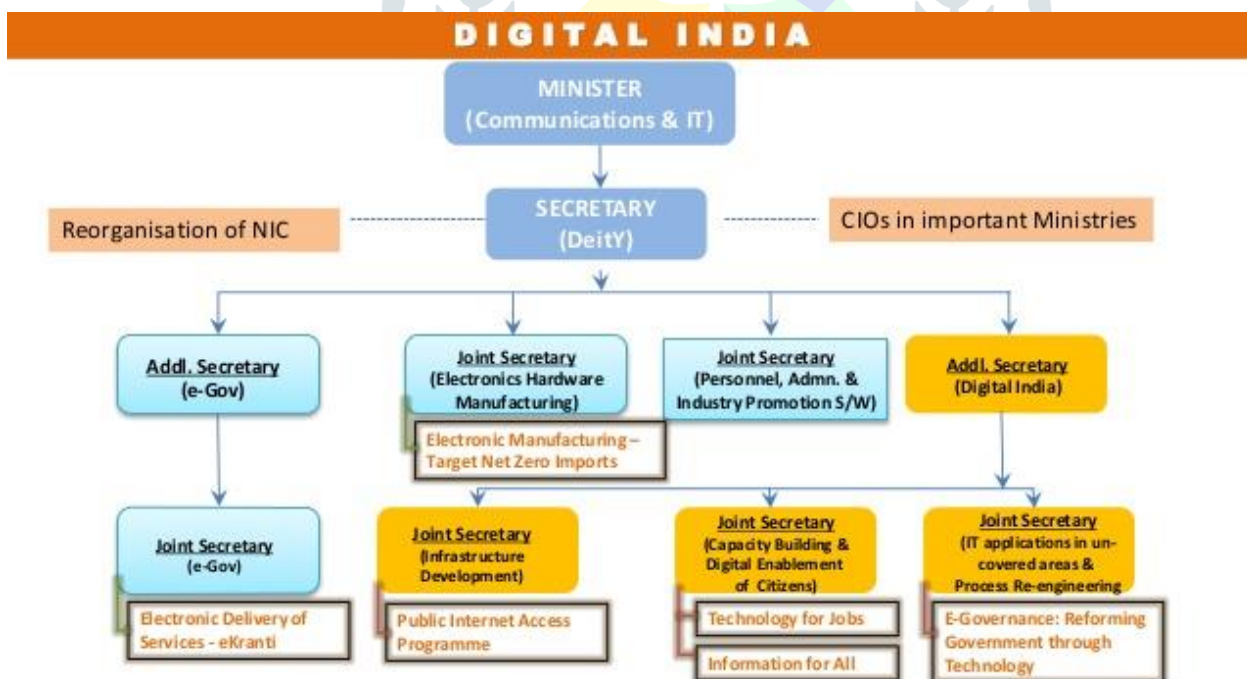 DIGITAL INDIA
MINISTER
(Communications & IT)
SECRETARY
(DeitY)
Reorganisation of NIC
CIOs in important Ministries
Addl. Secretary
(e-Gov)
Joint Secretary
(Electronics Hardware
Manufacturing)
Joint Secretary
(Personnel, Admn. &
Industry Promotion S/W)
Addl. Secretary
(Digital India)
Electronic Manufacturing –
Target Net Zero Imports
Joint Secretary
(e-Gov)
Joint Secretary
(Infrastructure
Development)
Joint Secretary
(Capacity Building &
Digital Enablement
of Citizens)
Joint Secretary
(IT applications in un-
covered areas &
Process Re-engineering
Electronic Delivery of
Services - eKranti
Public Internet Access
Programme
Technology for Jobs
Information for All
E-Governance: Reforming
Government through
Technology